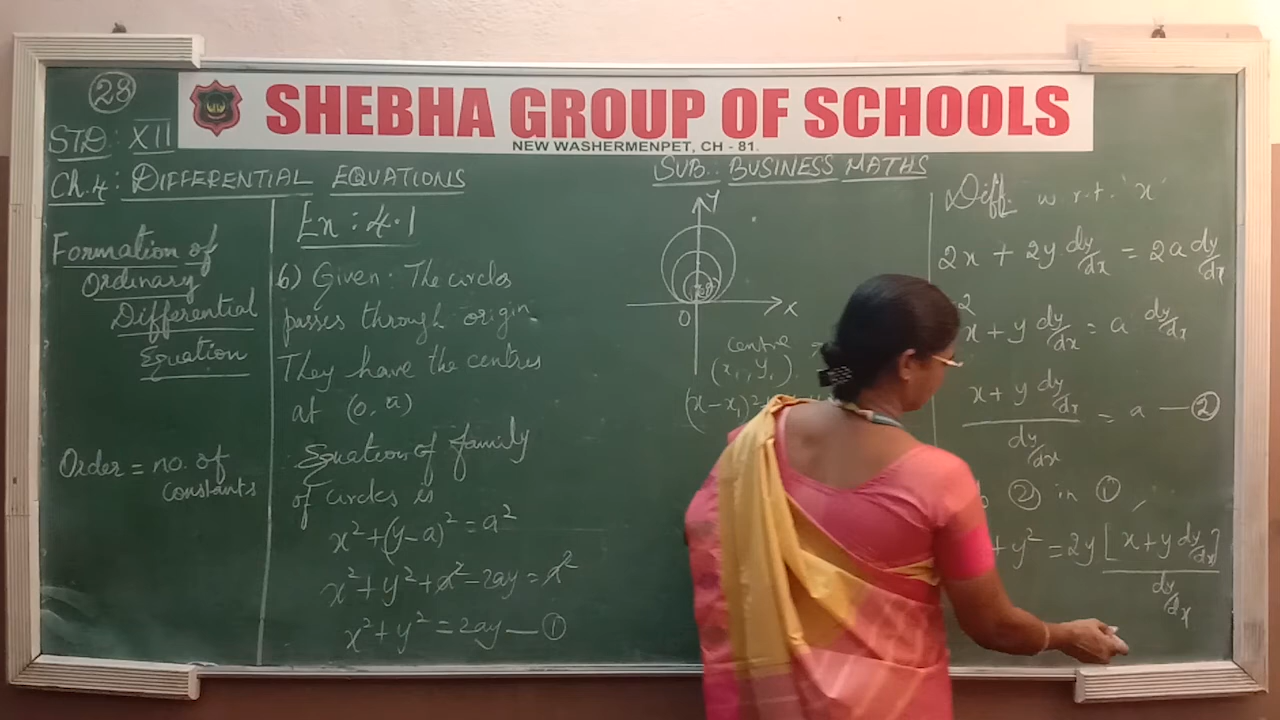 28
SHEBHA GROUP OF SCHOOLS
NEW WASHERMENPET, CH - 81.
STD : XII
Ch.4 : DIFFERENTIAL EQUATIONS
SUB : BUSINESS MATHS
Formation of
Ordinary
Differential
Equation
Order = no. of
constants
Ex : 4.1
6) Given: The circles
passes through origin
They have the centres
at (0, a)
Equation of family
of circles is
x² + (y-a)² = a²
x² + y² + a² - 2ay = a²
x² + y² = 2ay — ①
y
x
0
centre
(x₁, y₁)
(x-x₁)²
Diff. w.r.t. 'x'
2x + 2y dy/dx = 2a dy/dx
÷2
x + y dy/dx = a dy/dx
x + y dy/dx
dy/dx
= a — ②
② in ①
+ y² = 2y [x + y dy/dx]
dy/dx